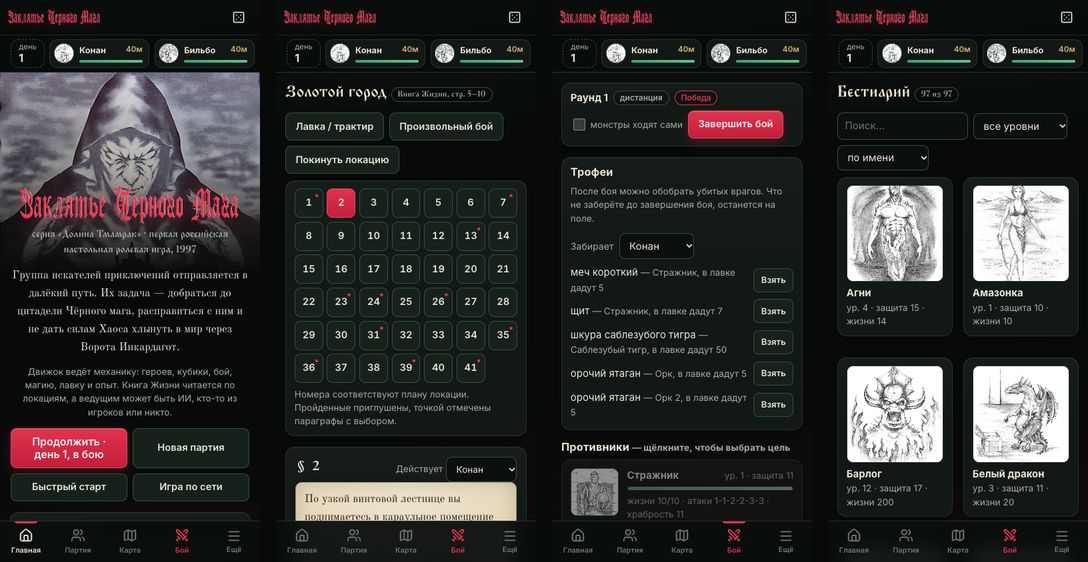 Заклятье Черного Мага
день
1
Конан
40м
Бильбо
40м
Заклятье Черного Мага
серия «Долина Тмамрак» · первая российская
настольная ролевая игра, 1997
Группа искателей приключений отправляется в
далёкий путь. Их задача — добраться до
цитадели Чёрного мага, расправиться с ним и
не дать силам Хаоса хлынуть в мир через
Ворота Инкардагот.
Движок ведёт механику: героев, кубики, бой,
магию, лавку и опыт. Книга Жизни читается по
локациям, а ведущим может быть ИИ, кто-то из
игроков или никто.
Продолжить ·
день 1, в бою
Новая партия
Быстрый старт
Игра по сети
Главная
Партия
Карта
Бой
Ещё
Заклятье Черного Мага
день
1
Конан
40м
Бильбо
40м
Золотой город
Книга Жизни, стр. 5–10
Лавка / трактир
Произвольный бой
Покинуть локацию
1 2 3 4 5 6 7
8 9 10 11 12 13 14
15 16 17 18 19 20 21
22 23 24 25 26 27 28
29 30 31 32 33 34 35
36 37 38 39 40 41
Номера соответствуют плану локации.
Пройденные приглушены, точкой отмечены
параграфы с выбором.
§ 2
Действует
Конан
По узкой винтовой лестнице вы
поднимаетесь в караульное помещение
Главная
Партия
Карта
Бой
Ещё
Заклятье Черного Мага
день
1
Конан
40м
Бильбо
40м
Раунд 1
дистанция
Победа
монстры ходят сами
Завершить бой
Трофеи
После боя можно обобрать убитых врагов. Что
не заберёте до завершения боя, останется на
поле.
Забирает
Конан
меч короткий — Стражник, в лавке
дадут 5
Взять
щит — Стражник, в лавке дадут 7
Взять
шкура саблезубого тигра —
Саблезубый тигр, в лавке дадут 50
Взять
орочий ятаган — Орк, в лавке дадут 5
Взять
орочий ятаган — Орк 2, в лавке дадут
5
Взять
Противники — щёлкните, чтобы выбрать цель
Стражник
ур. 1 · защита 11
жизни 10/10 · атаки 1-1-2-2-3-3 ·
храбрость 11
Главная
Партия
Карта
Бой
Ещё
Заклятье Черного Мага
день
1
Конан
40м
Бильбо
40м
Бестиарий
97 из 97
Поиск...
все уровни
по имени
Агни
ур. 4 · защита 15 ·
жизни 14
Амазонка
ур. 1 · защита 10 ·
жизни 10
Барлог
ур. 12 · защита 17 ·
жизни 200
Белый дракон
ур. 3 · защита 11 ·
жизни 20
Главная
Партия
Карта
Бой
Ещё